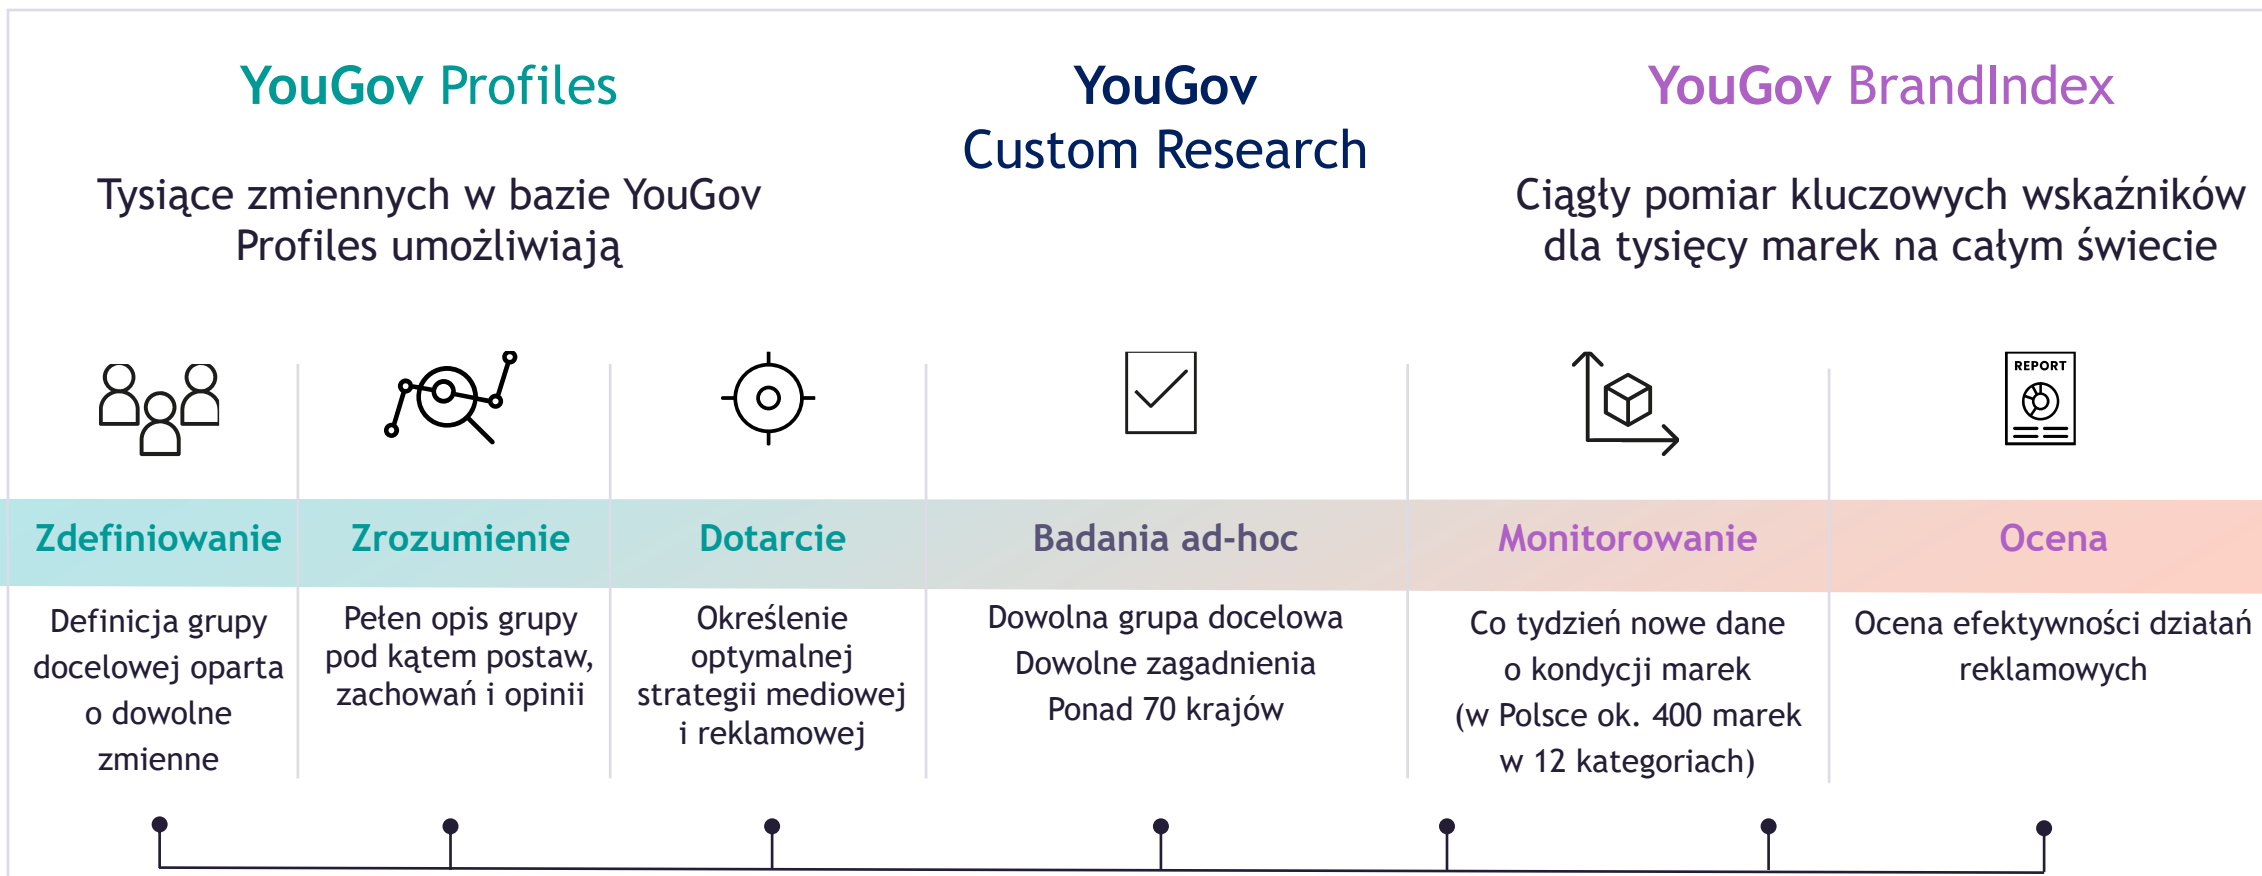 YouGov Profiles
Tysiące zmiennych w bazie YouGov
Profiles umożliwiają
YouGov
Custom Research
YouGov BrandIndex
Ciągły pomiar kluczowych wskaźników
dla tysięcy marek na całym świecie
REPORT
Zdefiniowanie
Definicja grupy
docelowej oparta
o dowolne
zmienne
Zrozumienie
Pełen opis grupy
pod kątem postaw,
zachowań i opinii
Dotarcie
Określenie
optymalnej
strategii mediowej
i reklamowej
Badania ad-hoc
Dowolna grupa docelowa
Dowolne zagadnienia
Ponad 70 krajów
Monitorowanie
Co tydzień nowe dane
o kondycji marek
(w Polsce ok. 400 marek
w 12 kategoriach)
Ocena
Ocena efektywności działań
reklamowych